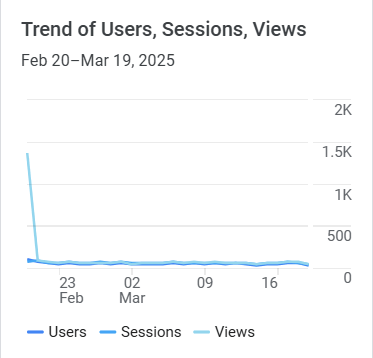 Trend of Users, Sessions, Views
Feb 20–Mar 19, 2025
2K
1.5K
1K
500
0
23 02 09 16
Feb Mar
Users Sessions Views